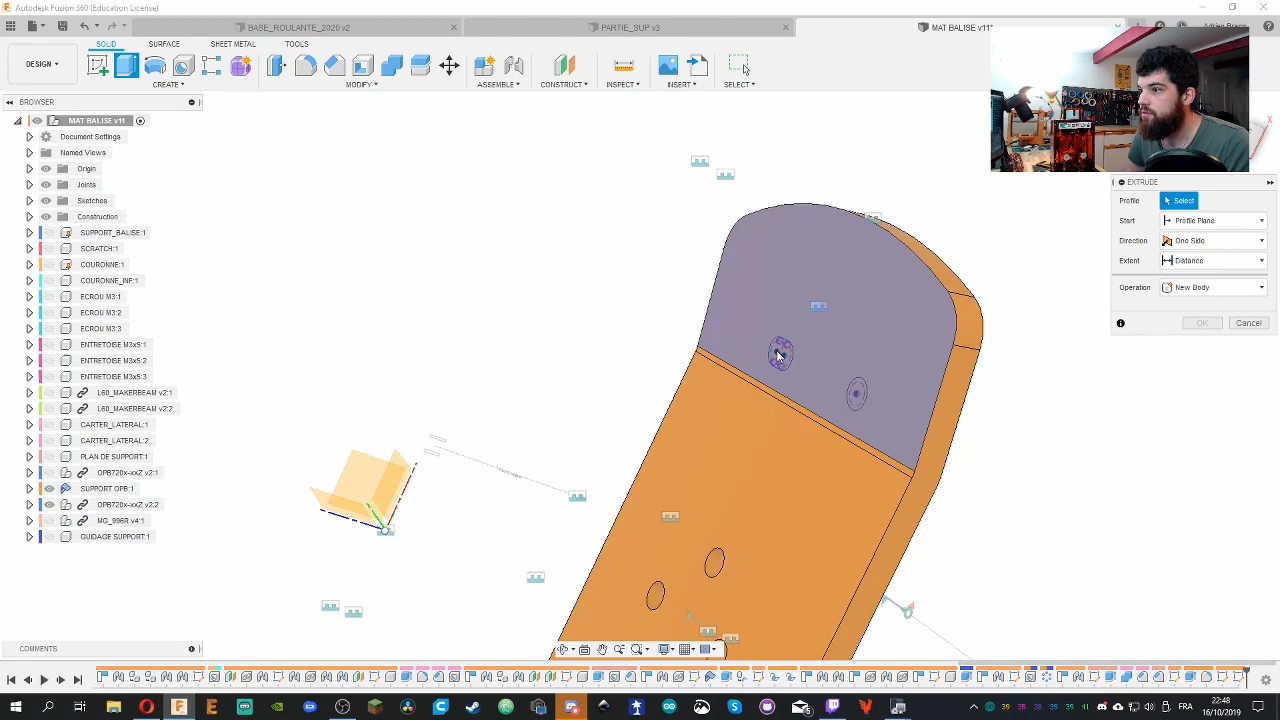 Autodesk Fusion 360 (Education License)
BASE_ROULANTE_2020 v2
PARTIE_SUP v3
MAT BALISE v11*
SOLID SURFACE SHEET METAL TOOLS
DESIGN
CREATE MODIFY ASSEMBLE CONSTRUCT INSPECT INSERT SELECT
BROWSER
MAT BALISE v11
Document Settings
Named Views
Origin
Joints
Sketches
Construction
SUPPORT_BALISE:1
SCRATCH:1
COURONNE:1
COURONNE_INF:1
ECROU M3:1
ECROU M3:2
ECROU M3:3
ENTRETOISE M3x5:1
ENTRETOISE M3x5:2
ENTRETOISE M3x5:3
L60_MAKERBEAM v2:1
L60_MAKERBEAM v2:2
CARTER_LATERAL:1
CARTER_LATERAL:2
PLAN DE SUPPORT:1
OPB720x-xxZ v2:1
SUPPORT OPB:1
OPB720x-xxZ v2:2
MG_996R v4:1
GUIDAGE SUPPORT:1
EXTRUDE
Profile Select
Start Profile Plane
Direction One Side
Extent Distance
Operation New Body
OK Cancel
COMMENTS
FRA
22:48
16/10/2019